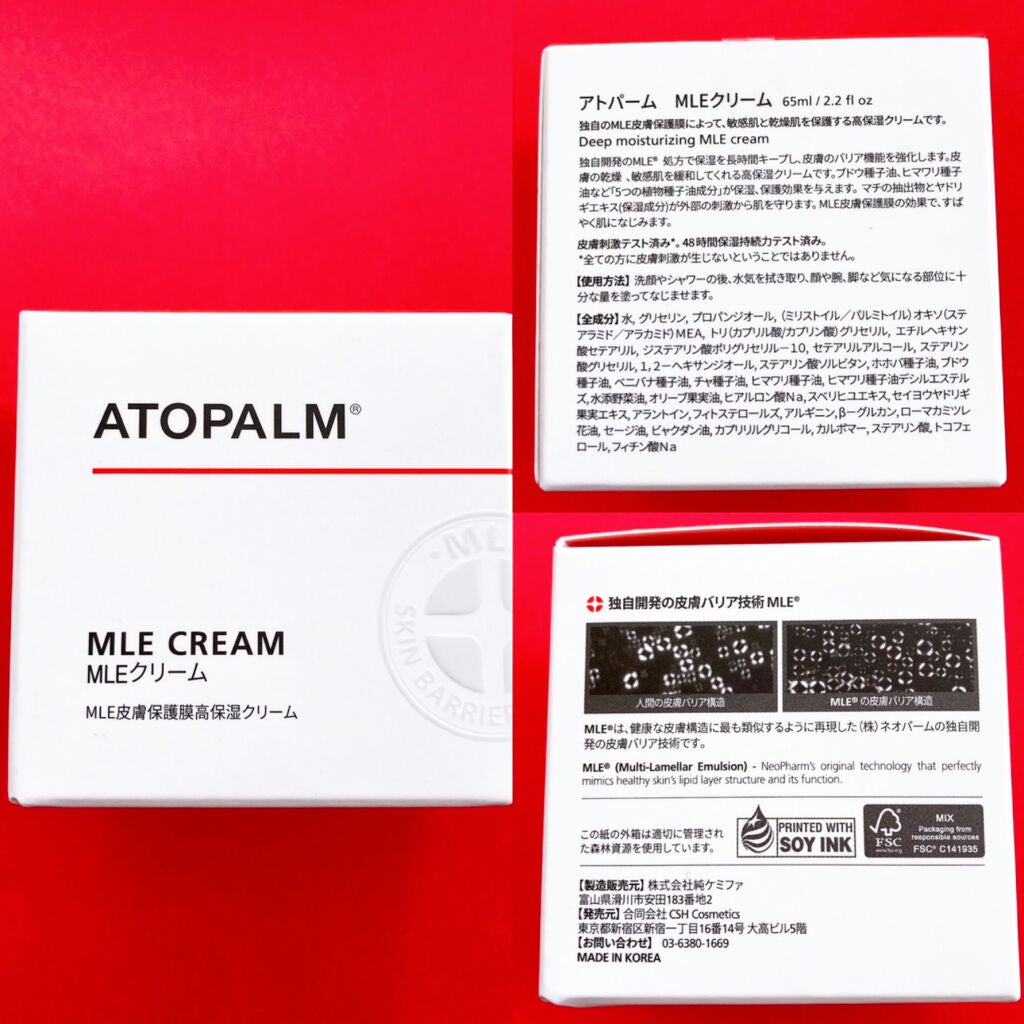 ATOPALM®
MLE CREAM
MLEクリーム
MLE皮膚保護膜高保湿クリーム
SKIN BARRIER
アトパーム MLEクリーム 65ml / 2.2 fl oz
独自のMLE皮膚保護膜によって、敏感肌と乾燥肌を保護する高保湿クリームです。
Deep moisturizing MLE cream
独自開発のMLE® 処方で保湿を長時間キープし、皮膚のバリア機能を強化します。皮
膚の乾燥 、敏感肌を緩和してくれる高保湿クリームです。ブドウ種子油、ヒマワリ種子
油など「5つの植物種子油成分」が保湿、保護効果を与えます。 マチの抽出物とヤドリ
ギエキス(保湿成分)が外部の刺激から肌を守ります。MLE皮膚保護膜の効果で、すば
やく肌になじみます。
皮膚刺激テスト済み*。48時間保湿持続力テスト済み。
*全ての方に皮膚刺激が生じないということではありません。
【使用方法】 洗顔やシャワーの後、水気を拭き取り、顔や腕、脚など気になる部位に十
分な量を塗ってなじませます。
【全成分】水, グリセリン, プロパンジオール, （ミリストイル／パルミトイル）オキソ（ステ
アラミド／アラカミド）MEA, トリ（カプリル酸/カプリン酸）グリセリル, エチルヘキサン
酸セテアリル, ジステアリン酸ポリグリセリル－10, セテアリルアルコール, ステアリン
酸グリセリル, 1，2－ヘキサンジオール, ステアリン酸ソルビタン, ホホバ種子油, ブドウ
種子油, ベニバナ種子油, チャ種子油, ヒマワリ種子油, ヒマワリ種子油デシルエステル
ズ, 水添野菜油, オリーブ果実油, ヒアルロン酸Na, スベリヒユエキス, セイヨウヤドリギ
果実エキス, アラントイン, フィトステロールズ, アルギニン, β－グルカン, ローマカミツレ
花油, セージ油, ビャクダン油, カプリリルグリコール, カルボマー, ステアリン酸, トコフェ
ロール, フィチン酸Na
独自開発の皮膚バリア技術 MLE®
人間の皮膚バリア構造
MLE® の皮膚バリア構造
MLE®は、健康な皮膚構造に最も類似するように再現した（株）ネオパームの独自開
発の皮膚バリア技術です。
MLE® (Multi-Lamellar Emulsion) - NeoPharm's original technology that perfectly
mimics healthy skin's lipid layer structure and its function.
この紙の外箱は適切に管理され
た森林資源を使用しています。
PRINTED WITH
SOY INK
FSC
www.fsc.org
MIX
Packaging from
responsible sources
FSC® C141935
【製造販売元】 株式会社純ケミファ
富山県滑川市安田183番地2
【発売元】 合同会社 CSH Cosmetics
東京都新宿区新宿一丁目16番14号 大高ビル5階
【お問い合わせ】 03-6380-1669
MADE IN KOREA